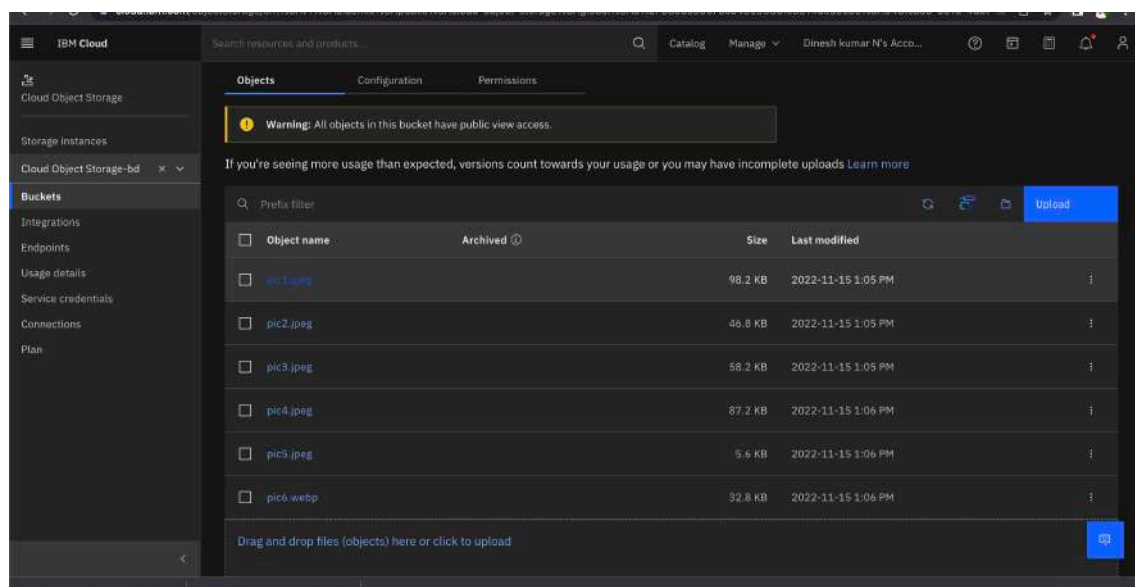 IBM Cloud
Search resources and products...
Catalog
Manage
Dinesh kumar N's Acco...
Cloud Object Storage
Storage instances
Cloud Object Storage-bd
Buckets
Integrations
Endpoints
Usage details
Service credentials
Connections
Plan
Objects
Configuration
Permissions
Warning: All objects in this bucket have public view access.
If you're seeing more usage than expected, versions count towards your usage or you may have incomplete uploads Learn more
Prefix filter
Upload
Object name Archived Size Last modified
pic1.jpeg 98.2 KB 2022-11-15 1:05 PM
pic2.jpeg 46.8 KB 2022-11-15 1:05 PM
pic3.jpeg 58.2 KB 2022-11-15 1:05 PM
pic4.jpeg 87.2 KB 2022-11-15 1:06 PM
pic5.jpeg 5.6 KB 2022-11-15 1:06 PM
pic6.webp 32.8 KB 2022-11-15 1:06 PM
Drag and drop files (objects) here or click to upload